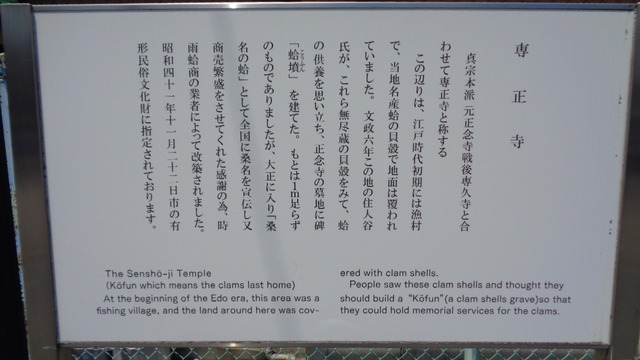 専正寺
真宗本派 元正念寺戦後専久寺と合
わせて専正寺と称する
この辺りは、江戸時代初期には漁村
で、当地名産蛤の貝殻で地面は覆われ
ていました。文政六年この地の住人谷
氏が、これら無尽蔵の貝殻をみて、蛤
の供養を思い立ち、正念寺の墓地に碑
「蛤墳」を建てた。もとは1m足らず
こうふん
のものでありましたが、大正に入り「桑
名の蛤」として全国に桑名を宣伝し又
商売繁盛をさせてくれた感謝の為、時
雨蛤商の業者によって改築されました。
昭和四十一年十一月二十二日市の有
形民俗文化財に指定されております。
The Senshō-ji Temple
(Kōfun which means the clams last home)
At the beginning of the Edo era, this area was a
fishing village, and the land around here was cov-
ered with clam shells.
People saw these clam shells and thought they
should build a "Kōfun"(a clam shells grave)so that
they could hold memorial services for the clams.